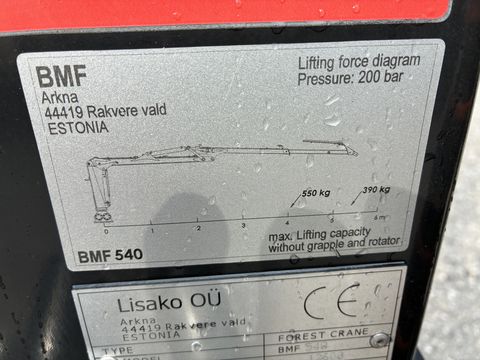 BMF
Arkna
44419 Rakvere vald
ESTONIA
Lifting force diagram
Pressure: 200 bar
550 kg
390 kg
0 1 2 3 4 5 6 m
BMF 540
max. Lifting capacity
without grapple and rotator
Lisako OÜ
Arkna
44419 Rakvere vald
ESTONIA
CE
TYPE
FOREST CRANE
MODEL
BMF 540